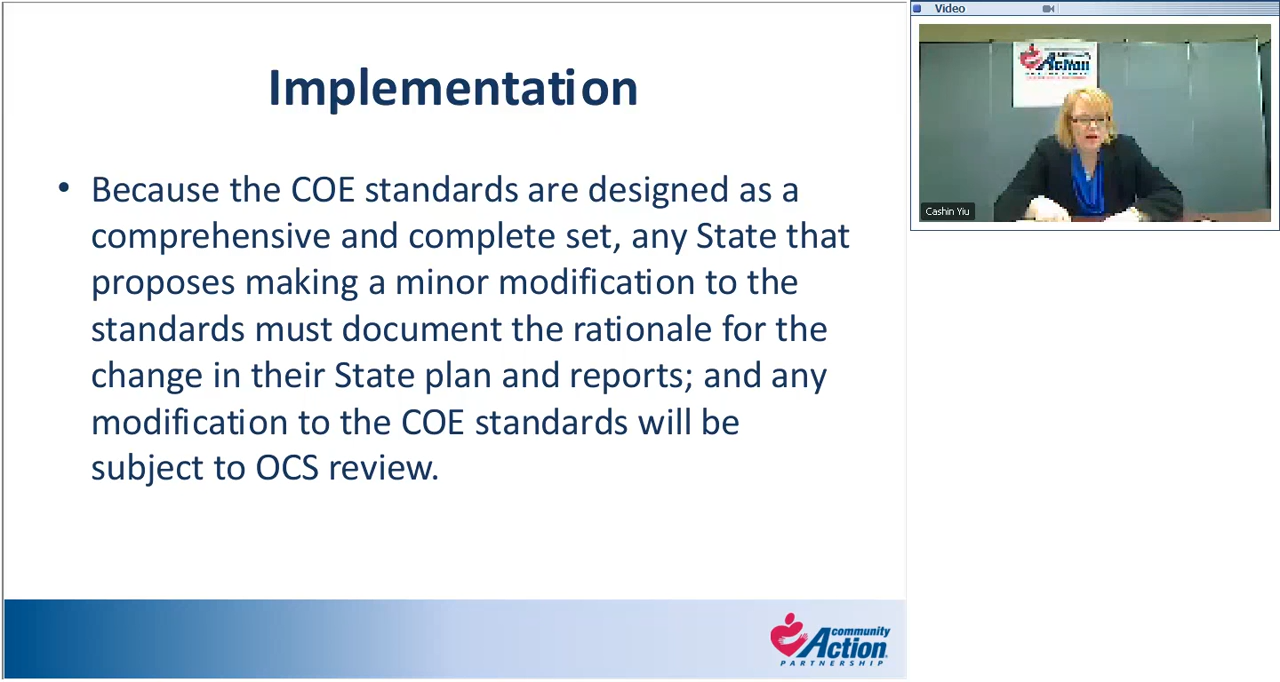 Implementation
• Because the COE standards are designed as a
comprehensive and complete set, any State that
proposes making a minor modification to the
standards must document the rationale for the
change in their State plan and reports; and any
modification to the COE standards will be
subject to OCS review.
community
Action
PARTNERSHIP
Video
Action
Cashin Yiu